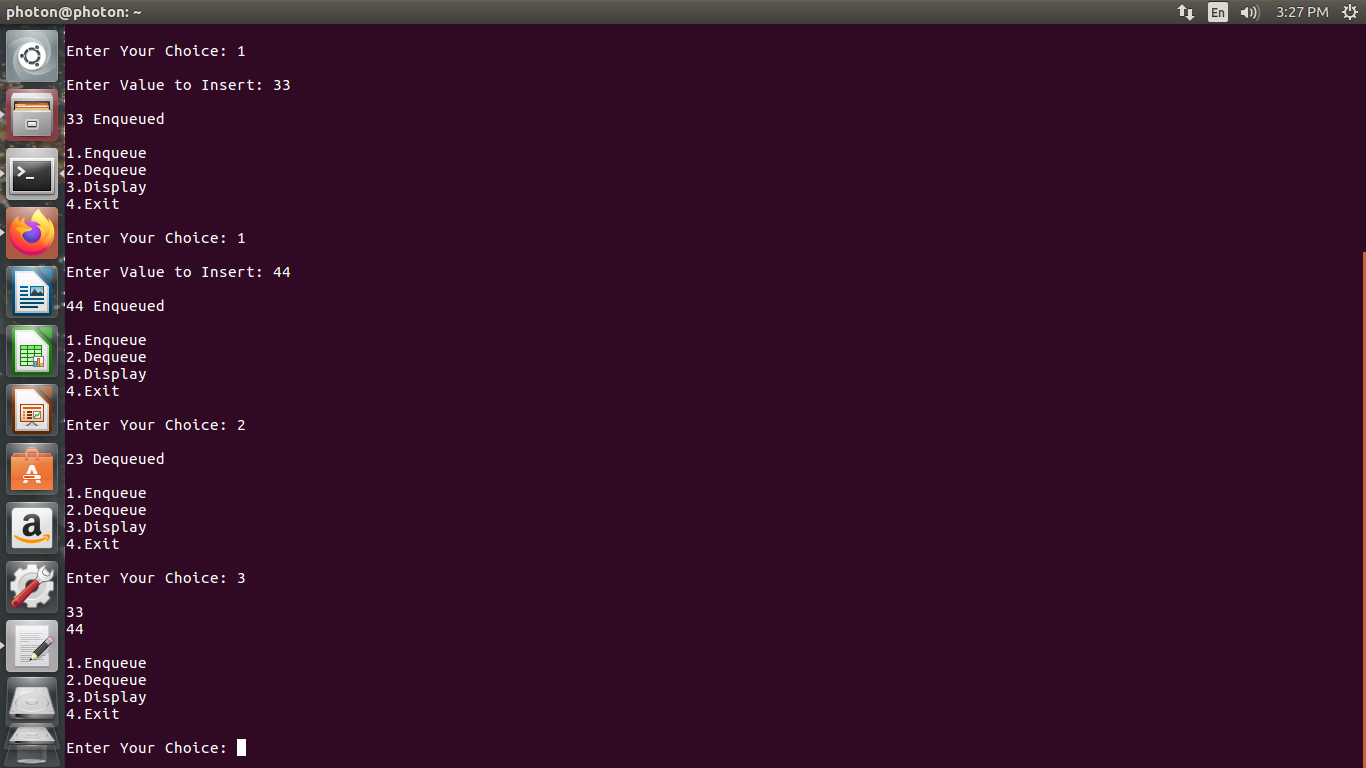 photon@photon: ~
En
3:27 PM
Enter Your Choice: 1
Enter Value to Insert: 33
33 Enqueued
1.Enqueue
2.Dequeue
3.Display
4.Exit
Enter Your Choice: 1
Enter Value to Insert: 44
44 Enqueued
1.Enqueue
2.Dequeue
3.Display
4.Exit
Enter Your Choice: 2
23 Dequeued
1.Enqueue
2.Dequeue
3.Display
4.Exit
Enter Your Choice: 3
33
44
1.Enqueue
2.Dequeue
3.Display
4.Exit
Enter Your Choice: